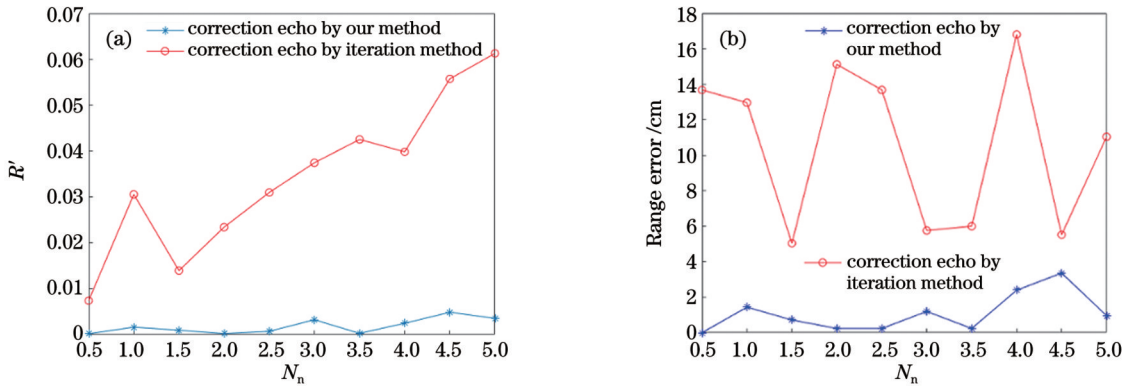 (a)
correction echo by our method
correction echo by iteration method
0.07
0.06
0.05
0.04
0.03
0.02
0.01
0
R′
0.5 1.0 1.5 2.0 2.5 3.0 3.5 4.0 4.5 5.0
Nn
(b)
correction echo by
our method
18
16
14
12
10
8
6
4
2
0
Range error /cm
correction echo by
iteration method
0.5 1.0 1.5 2.0 2.5 3.0 3.5 4.0 4.5 5.0
Nn